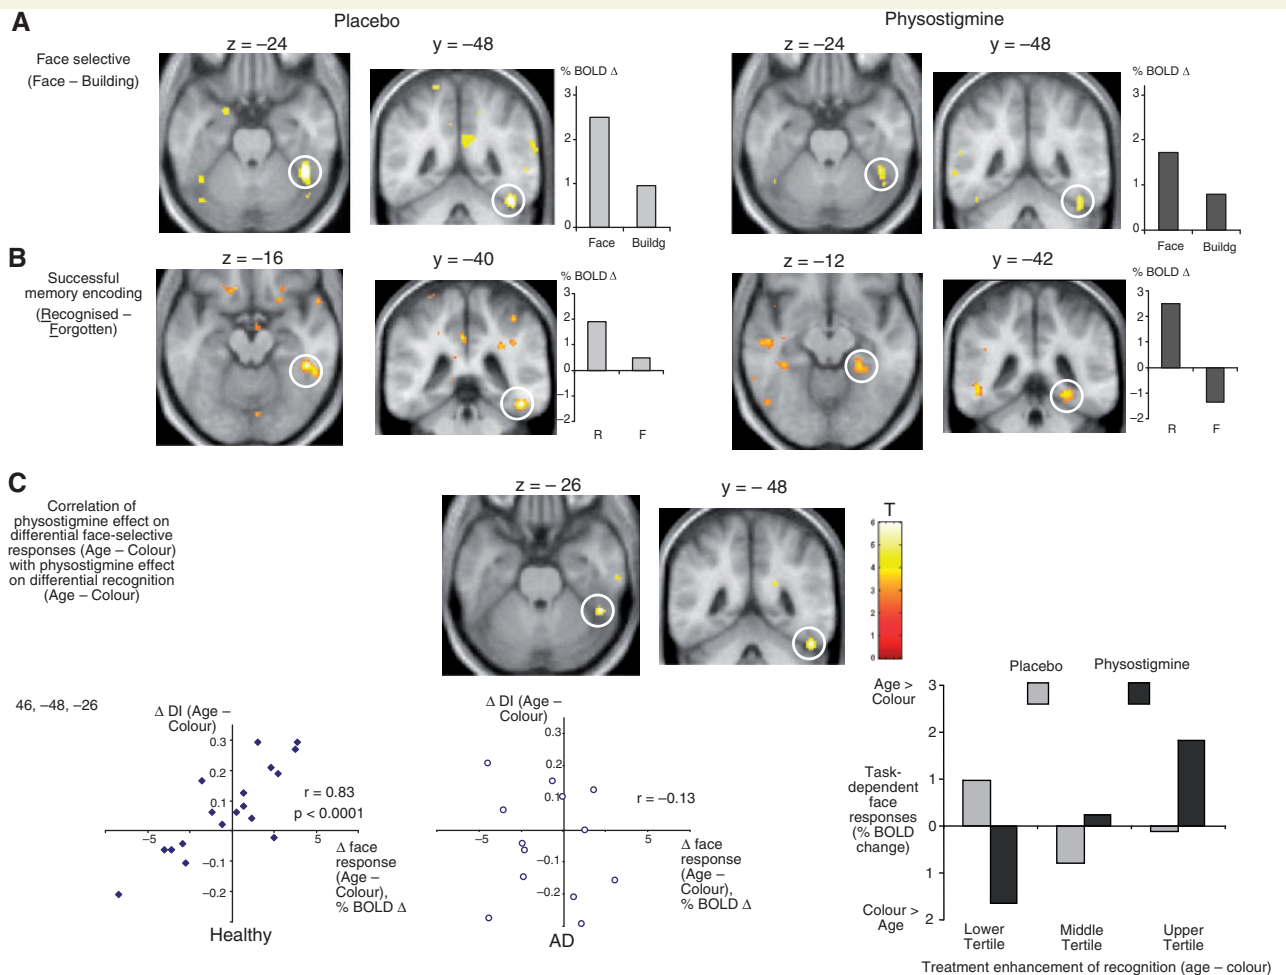 A
Placebo
Physostigmine
Face selective
(Face – Building)
z = –24
y = –48
% BOLD Δ
3
2
1
0
Face
Buildg
z = –24
y = –48
% BOLD Δ
3
2
1
0
Face
Buildg
B
Successful
memory encoding
(Recognised –
Forgotten)
z = –16
y = –40
% BOLD Δ
3
2
1
0
–1
–2
R
F
z = –12
y = –42
% BOLD Δ
3
2
1
0
–1
–2
R
F
C
Correlation of
physostigmine effect on
differential face-selective
responses (Age – Colour)
with physostigmine effect
on differential recognition
(Age – Colour)
z = – 26
y = – 48
T
6
5
4
3
2
1
0
46, –48, –26
Δ DI (Age –
Colour)
0.3
0.2
0.1
–5
5
–0.1
–0.2
r = 0.83
p < 0.0001
Δ face
response
(Age –
Colour),
% BOLD Δ
Healthy
Δ DI (Age –
Colour)
0.3
0.2
0.1
–5
5
–0.1
–0.2
r = –0.13
Δ face
response
(Age –
Colour),
% BOLD Δ
AD
Placebo
Physostigmine
Age >
Colour
Task-
dependent
face
responses
(% BOLD
change)
Colour >
Age
3
2
1
0
1
2
Lower
Tertile
Middle
Tertile
Upper
Tertile
Treatment enhancement of recognition (age – colour)